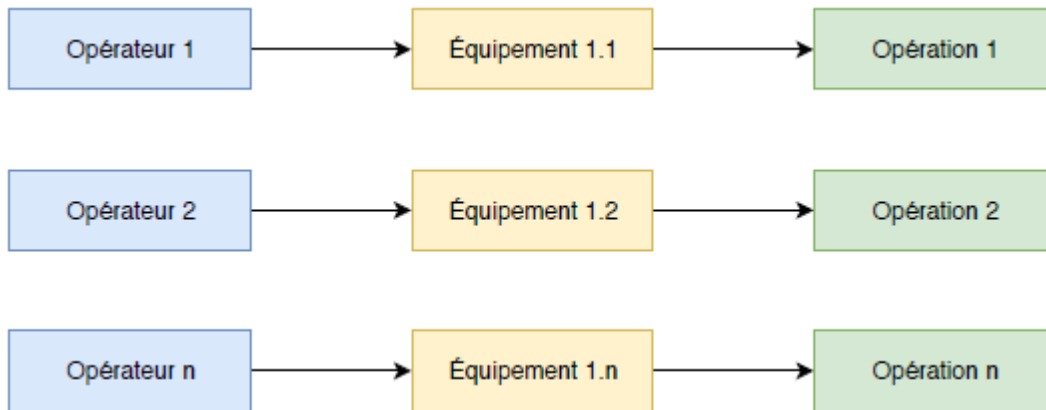 Opérateur 1
Équipement 1.1
Opération 1
Opérateur 2
Équipement 1.2
Opération 2
Opérateur n
Équipement 1.n
Opération n